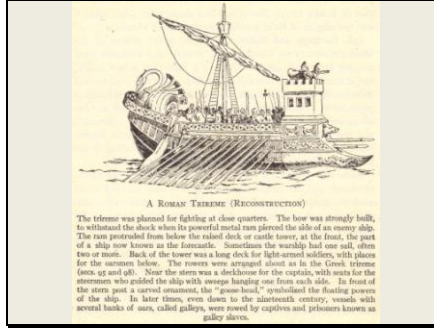 A Roman Trireme (Reconstruction)
The trireme was planned for fighting at close quarters. The bow was strongly built,
to withstand the shock when its powerful metal ram pierced the side of an enemy ship.
The ram protruded from below the raised deck or castle tower, at the front, the part
of a ship now known as the forecastle. Sometimes the warship had one sail, often
two or more. Back of the tower was a long deck for light-armed soldiers, with places
for the oarsmen below. The rowers were arranged about as in the Greek trireme
(secs. 95 and 98). Near the stern was a deckhouse for the captain, with seats for the
steersmen who guided the ship with sweeps hanging one from each side. In front of
the stern post a carved ornament, the "goose-head," symbolized the floating powers
of the ship. In later times, even down to the nineteenth century, vessels with
several banks of oars, called galleys, were rowed by captives and prisoners known as
galley slaves.